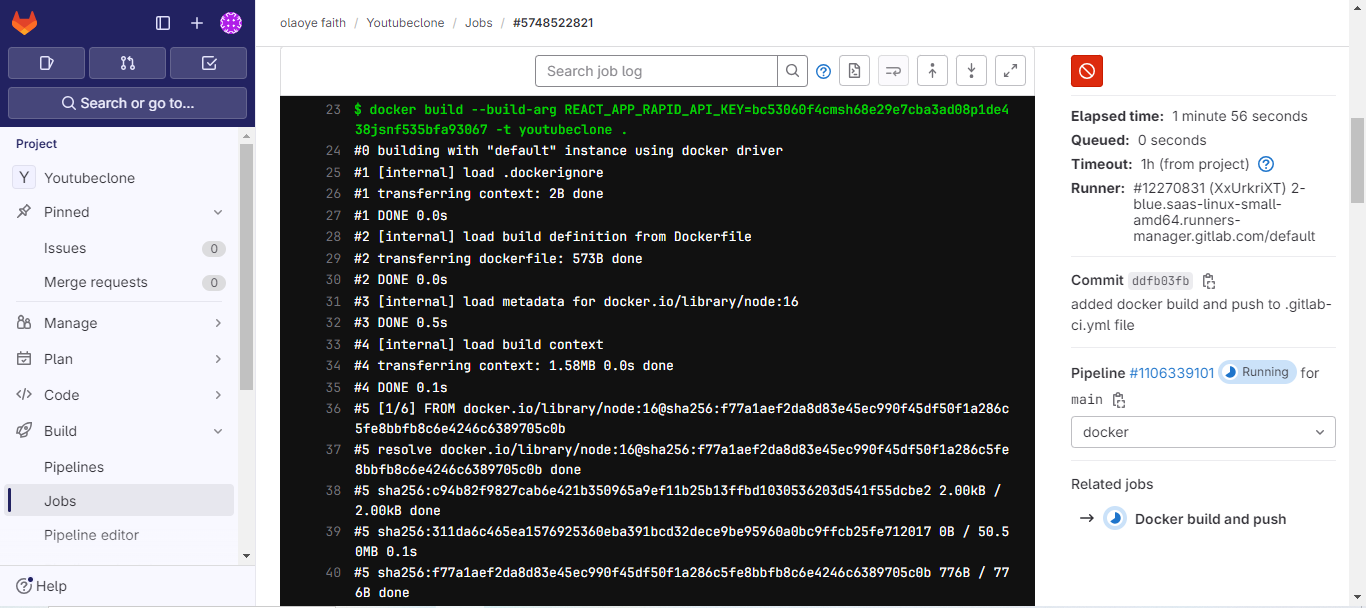 olaoye faith / Youtubeclone / Jobs / #5748522821
Search or go to...
Project
Y Youtubeclone
Pinned
Issues 0
Merge requests 0
Manage
Plan
Code
Build
Pipelines
Jobs
Pipeline editor
Help
Search job log
23 $ docker build --build-arg REACT_APP_RAPID_API_KEY=bc53060f4cmsh68e29e7cba3ad08p1de4
38jsnf535bfa93067 -t youtubeclone .
24 #0 building with "default" instance using docker driver
25 #1 [internal] load .dockerignore
26 #1 transferring context: 2B done
27 #1 DONE 0.0s
28 #2 [internal] load build definition from Dockerfile
29 #2 transferring dockerfile: 573B done
30 #2 DONE 0.0s
31 #3 [internal] load metadata for docker.io/library/node:16
32 #3 DONE 0.5s
33 #4 [internal] load build context
34 #4 transferring context: 1.58MB 0.0s done
35 #4 DONE 0.1s
36 #5 [1/6] FROM docker.io/library/node:16@sha256:f77a1aef2da8d83e45ec990f45df50f1a286c
5fe8bbfb8c6e4246c6389705c0b
37 #5 resolve docker.io/library/node:16@sha256:f77a1aef2da8d83e45ec990f45df50f1a286c5fe
8bbfb8c6e4246c6389705c0b done
38 #5 sha256:c94b82f9827cab6e421b350965a9ef11b25b13ffbd1030536203d541f55dcbe2 2.00kB /
2.00kB done
39 #5 sha256:311da6c465ea1576925360eba391bcd32dece9be95960a0bc9ffcb25fe712017 0B / 50.5
0MB 0.1s
40 #5 sha256:f77a1aef2da8d83e45ec990f45df50f1a286c5fe8bbfb8c6e4246c6389705c0b 776B / 77
6B done
Elapsed time: 1 minute 56 seconds
Queued: 0 seconds
Timeout: 1h (from project)
Runner: #12270831 (XxUrkriXT) 2-
blue.saas-linux-small-
amd64.runners-
manager.gitlab.com/default
Commit ddfb03fb
added docker build and push to .gitlab-
ci.yml file
Pipeline #1106339101 Running for
main
docker
Related jobs
→ Docker build and push